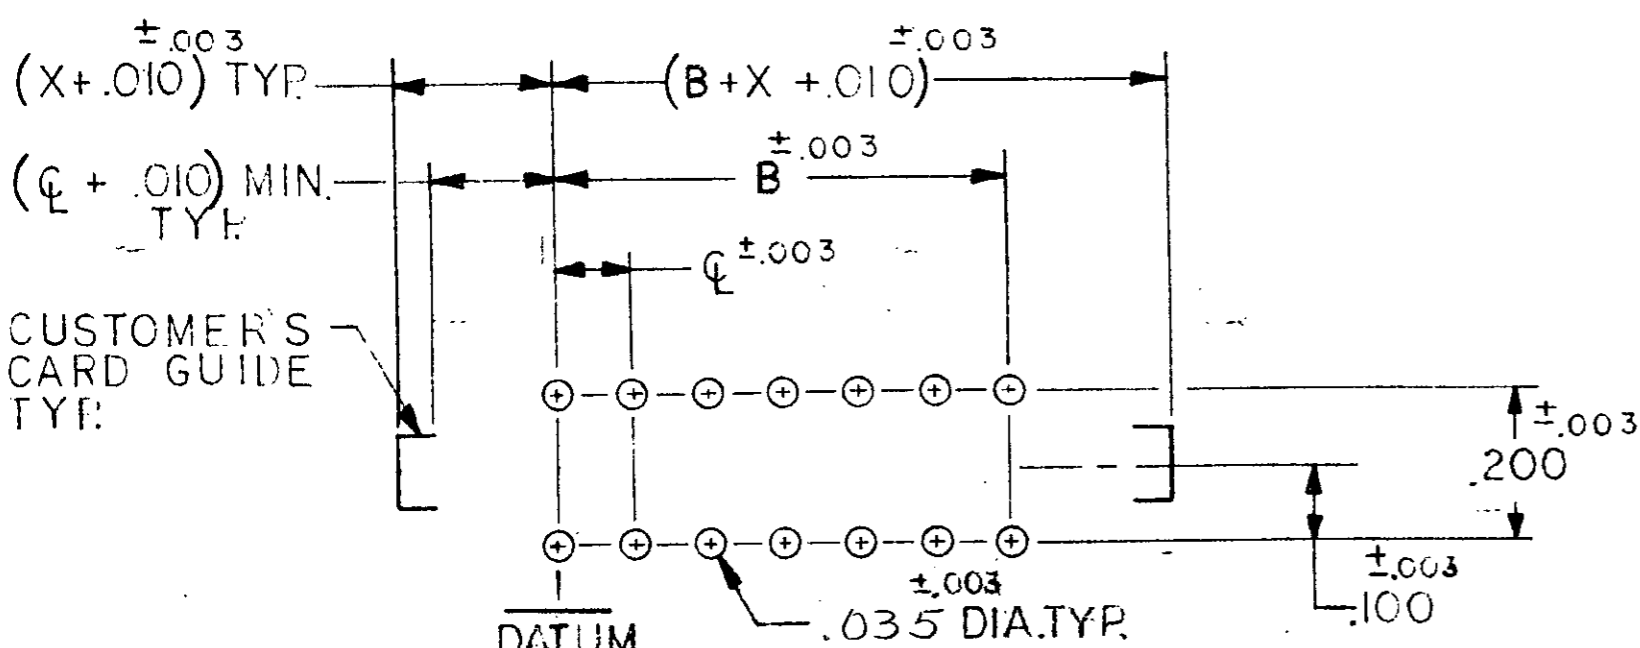 ±.003
(X+.010) TYP.
±.003
(B+X +.010)
(℄ + .010) MIN.
TYP.
±.003
B
℄ ±.003
CUSTOMER'S
CARD GUIDE
TYP.
±.003
.200
±.003
.100
±.003
.035 DIA.TYP.
DATUM